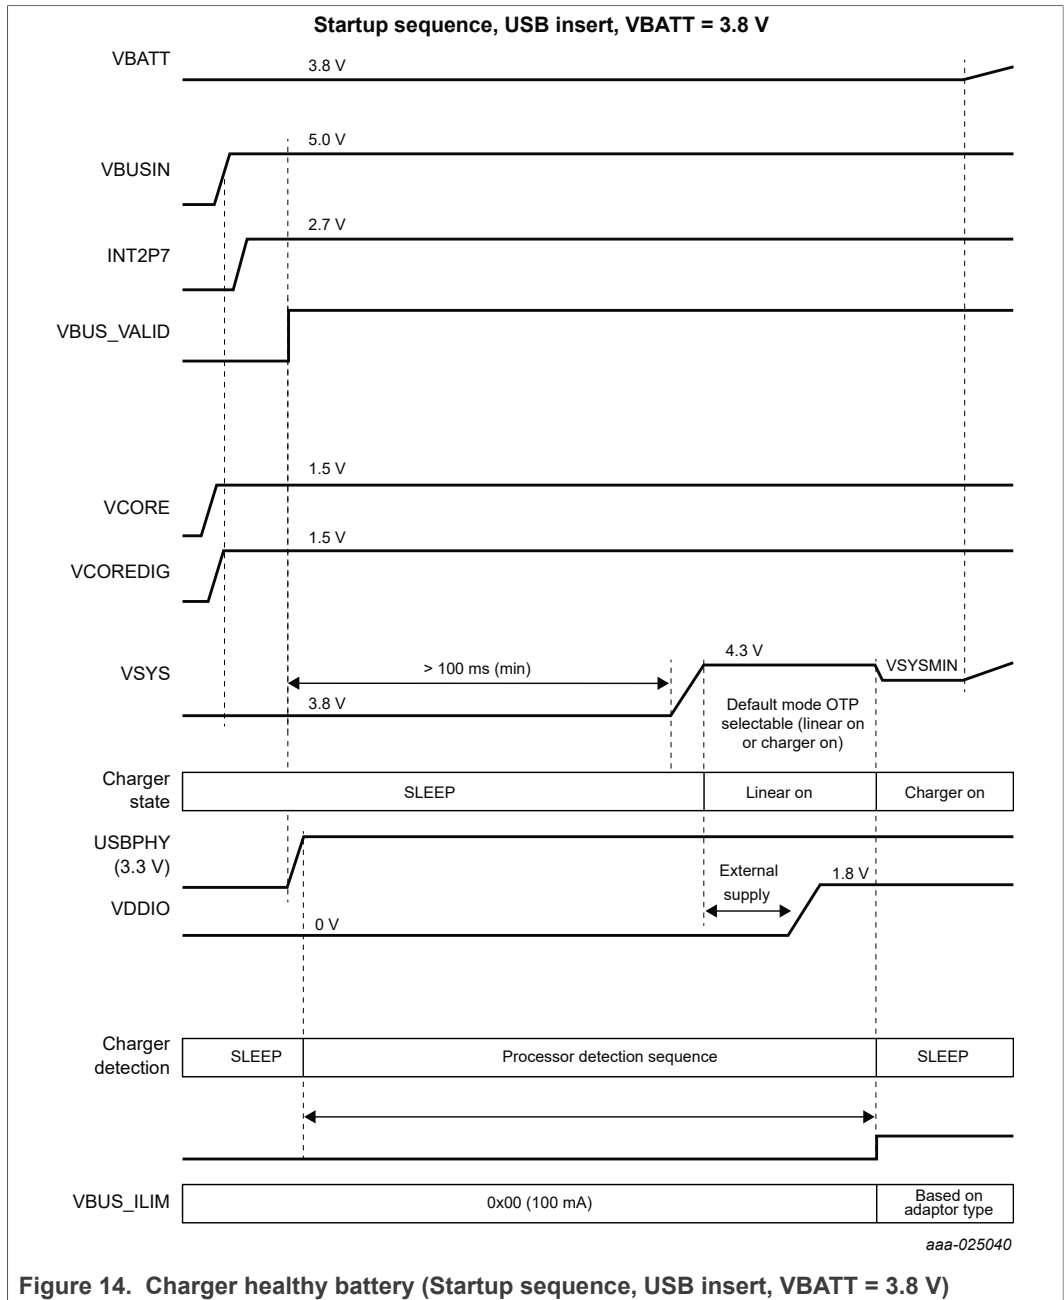 Startup sequence, USB insert, VBATT = 3.8 V
VBATT
3.8 V
5.0 V
VBUSIN
2.7 V
INT2P7
VBUS_VALID
1.5 V
VCORE
1.5 V
VCOREDIG
4.3 V
VSYS
> 100 ms (min)
VSYSMIN
3.8 V
Default mode OTP
selectable (linear on
or charger on)
Charger
state
SLEEP
Linear on
Charger on
USBPHY
(3.3 V)
External
supply
1.8 V
VDDIO
0 V
Charger
detection
SLEEP
Processor detection sequence
SLEEP
VBUS_ILIM
0x00 (100 mA)
Based on
adaptor type
aaa-025040
Figure 14. Charger healthy battery (Startup sequence, USB insert, VBATT = 3.8 V)